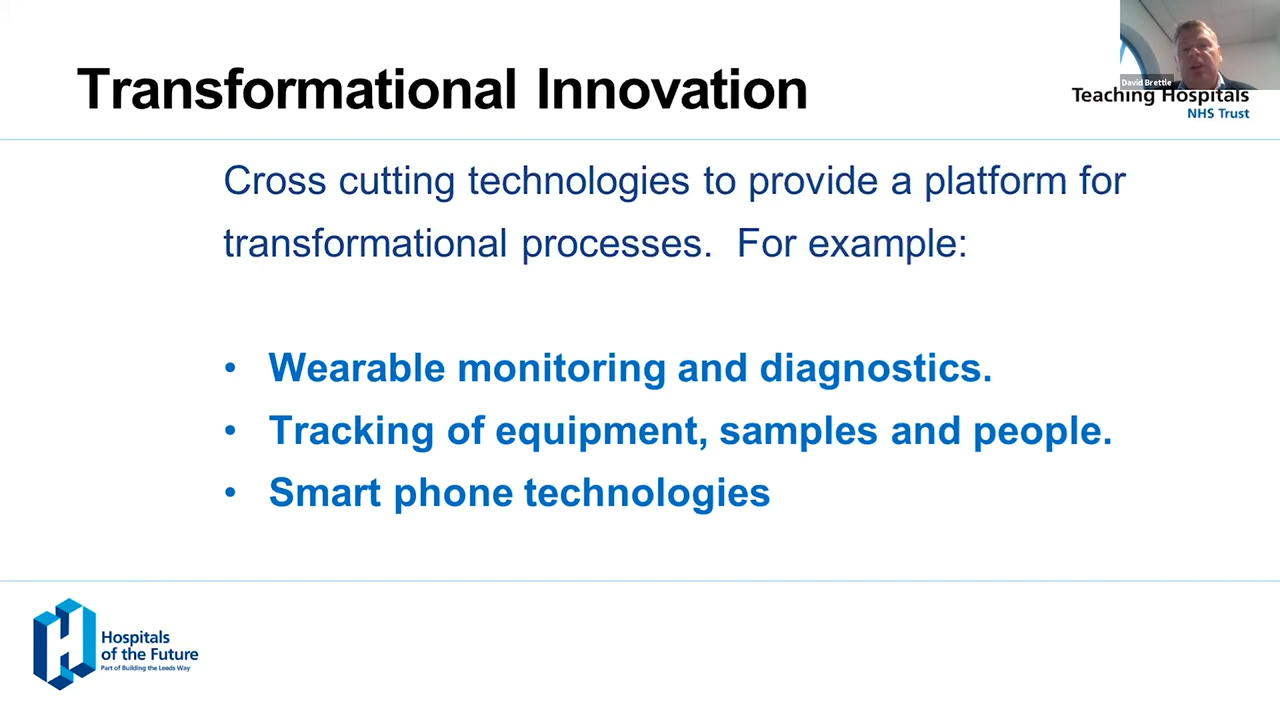 Transformational Innovation
David Brettle
Teaching Hospitals
NHS Trust
Cross cutting technologies to provide a platform for
transformational processes. For example:
• Wearable monitoring and diagnostics.
• Tracking of equipment, samples and people.
• Smart phone technologies
Hospitals
of the Future
Part of Building the Leeds Way